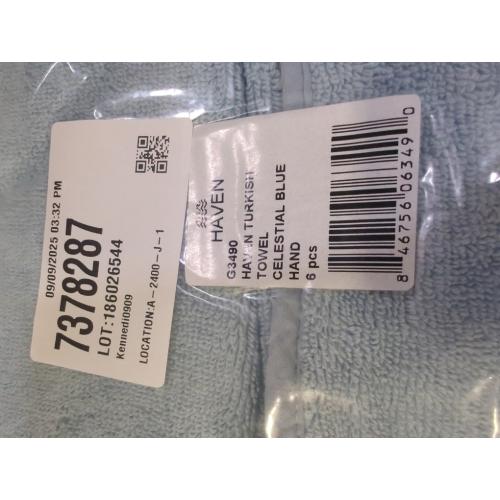 09/09/2025 03:32 PM
7378287
LOT:186026544
Kennedi0909
LOCATION:A-2400-J-1
HAVEN
G3490
HAVEN TURKISH
TOWEL
CELESTIAL BLUE
HAND
6 pcs
8 46756 06349 0